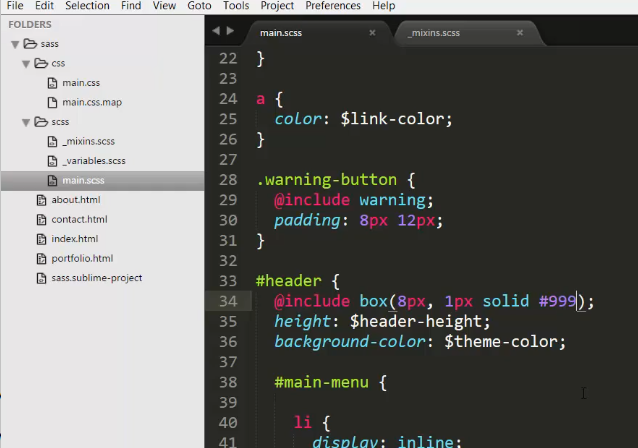 File Edit Selection Find View Goto Tools Project Preferences Help
FOLDERS
sass
css
main.css
main.css.map
scss
_mixins.scss
_variables.scss
main.scss
about.html
contact.html
index.html
portfolio.html
sass.sublime-project
main.scss × _mixins.scss ×
22 }
23
24 a {
25 color: $link-color;
26 }
27
28 .warning-button {
29 @include warning;
30 padding: 8px 12px;
31 }
32
33 #header {
34 @include box(8px, 1px solid #999);
35 height: $header-height;
36 background-color: $theme-color;
37
38 #main-menu {
39
40 li {
41 display: inline;